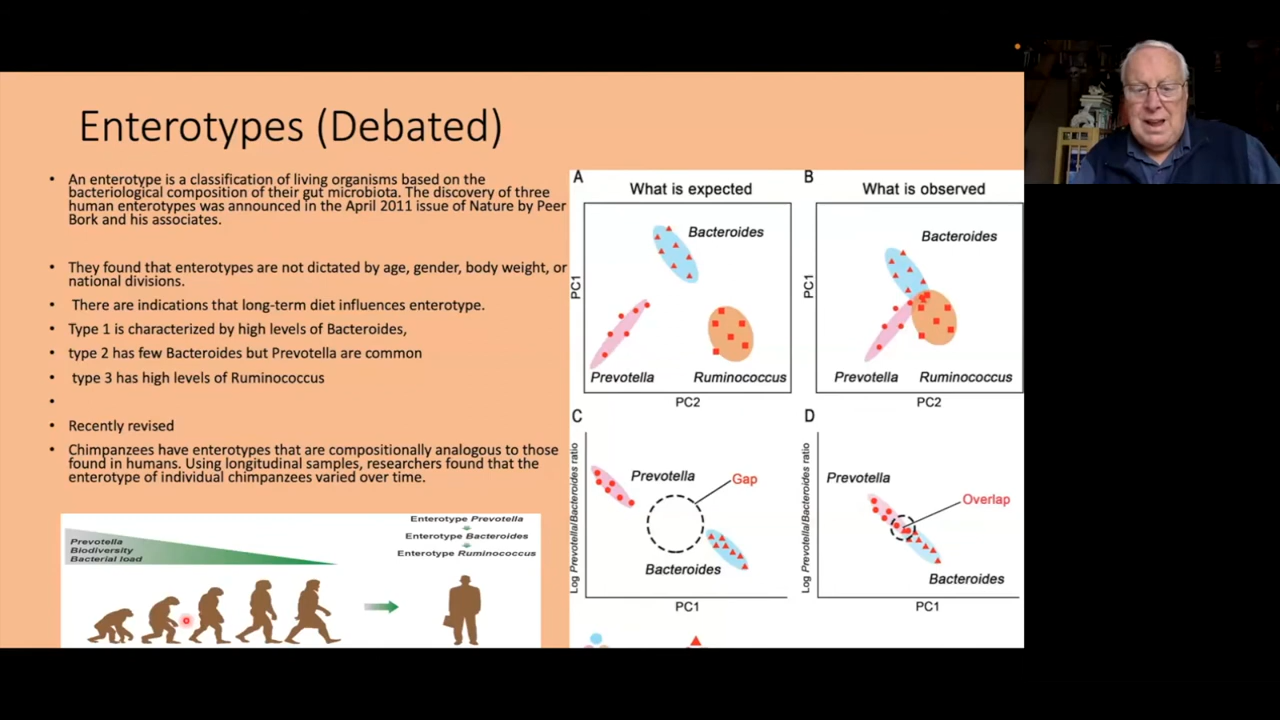 Enterotypes (Debated)
• An enterotype is a classification of living organisms based on the
bacteriological composition of their gut microbiota. The discovery of three
human enterotypes was announced in the April 2011 issue of Nature by Peer
Bork and his associates.
• They found that enterotypes are not dictated by age, gender, body weight, or
national divisions.
• There are indications that long-term diet influences enterotype.
• Type 1 is characterized by high levels of Bacteroides,
• type 2 has few Bacteroides but Prevotella are common
• type 3 has high levels of Ruminococcus
•
• Recently revised
• Chimpanzees have enterotypes that are compositionally analogous to those
found in humans. Using longitudinal samples, researchers found that the
enterotype of individual chimpanzees varied over time.
Prevotella
Biodiversity
Bacterial load
Enterotype Prevotella
Enterotype Bacteroides
Enterotype Ruminococcus
A
What is expected
Bacteroides
PC1
Prevotella
Ruminococcus
PC2
B
What is observed
Bacteroides
PC1
Prevotella
Ruminococcus
PC2
C
Log Prevotella/Bacteroides ratio
Prevotella
Gap
Bacteroides
PC1
D
Log Prevotella/Bacteroides ratio
Prevotella
Overlap
Bacteroides
PC1